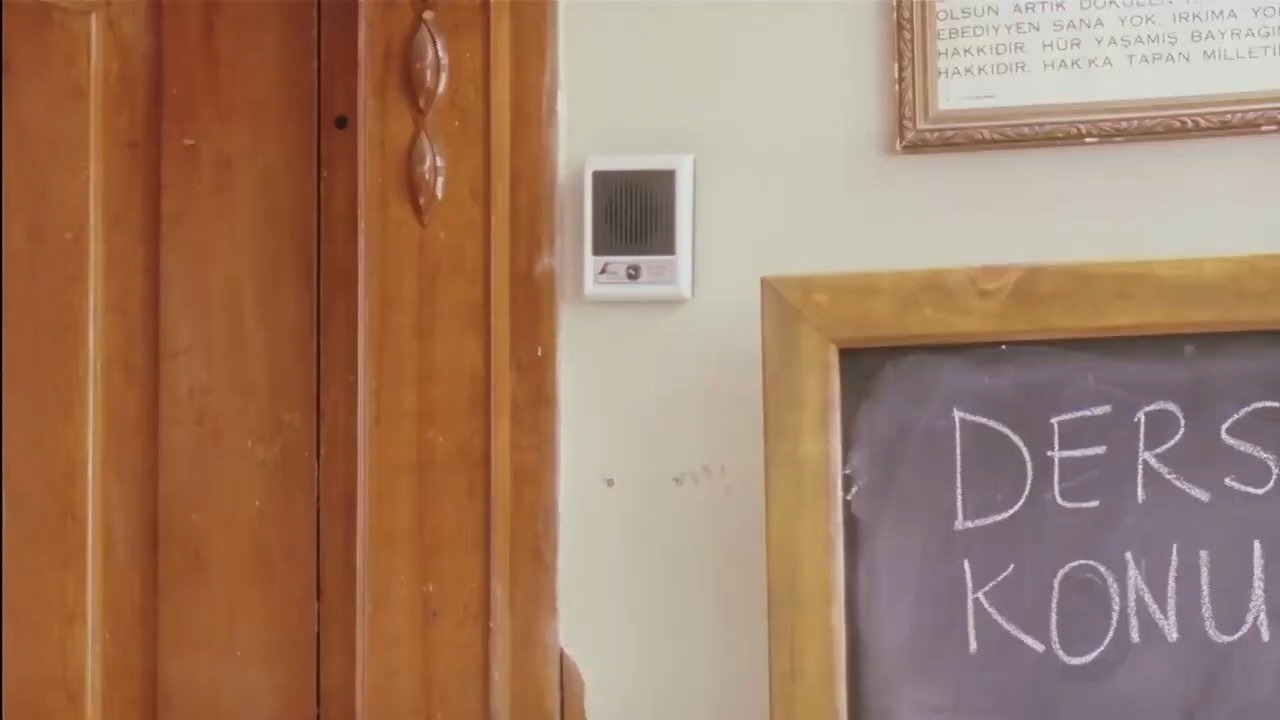 OLSUN ARTIK DÖKÜLEN
EBEDİYYEN SANA YOK, IRKIMA YO
HAKKIDIR, HÜR YAŞAMIŞ BAYRAĞI
HAKKIDIR, HAK'KA TAPAN MİLLETİ
DERS
KONU